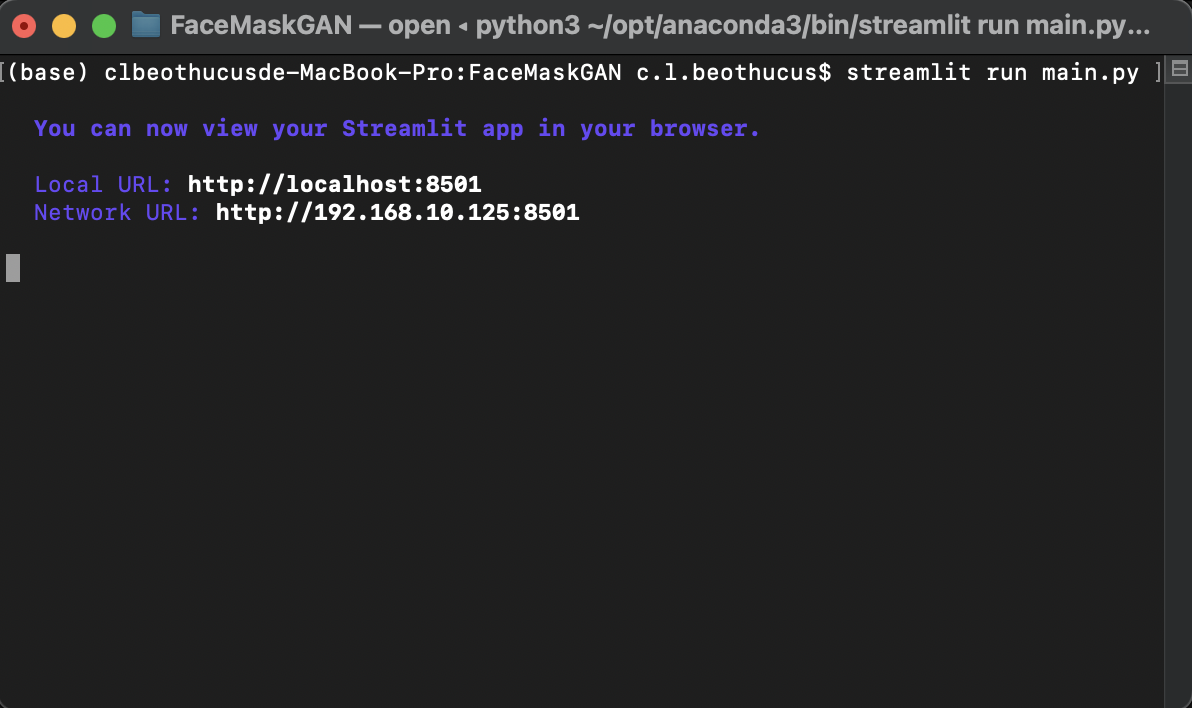 FaceMaskGAN — open ◂ python3 ~/opt/anaconda3/bin/streamlit run main.py…
[(base) clbeothucusde-MacBook-Pro:FaceMaskGAN c.l.beothucus$ streamlit run main.py ]
You can now view your Streamlit app in your browser.
Local URL: http://localhost:8501
Network URL: http://192.168.10.125:8501